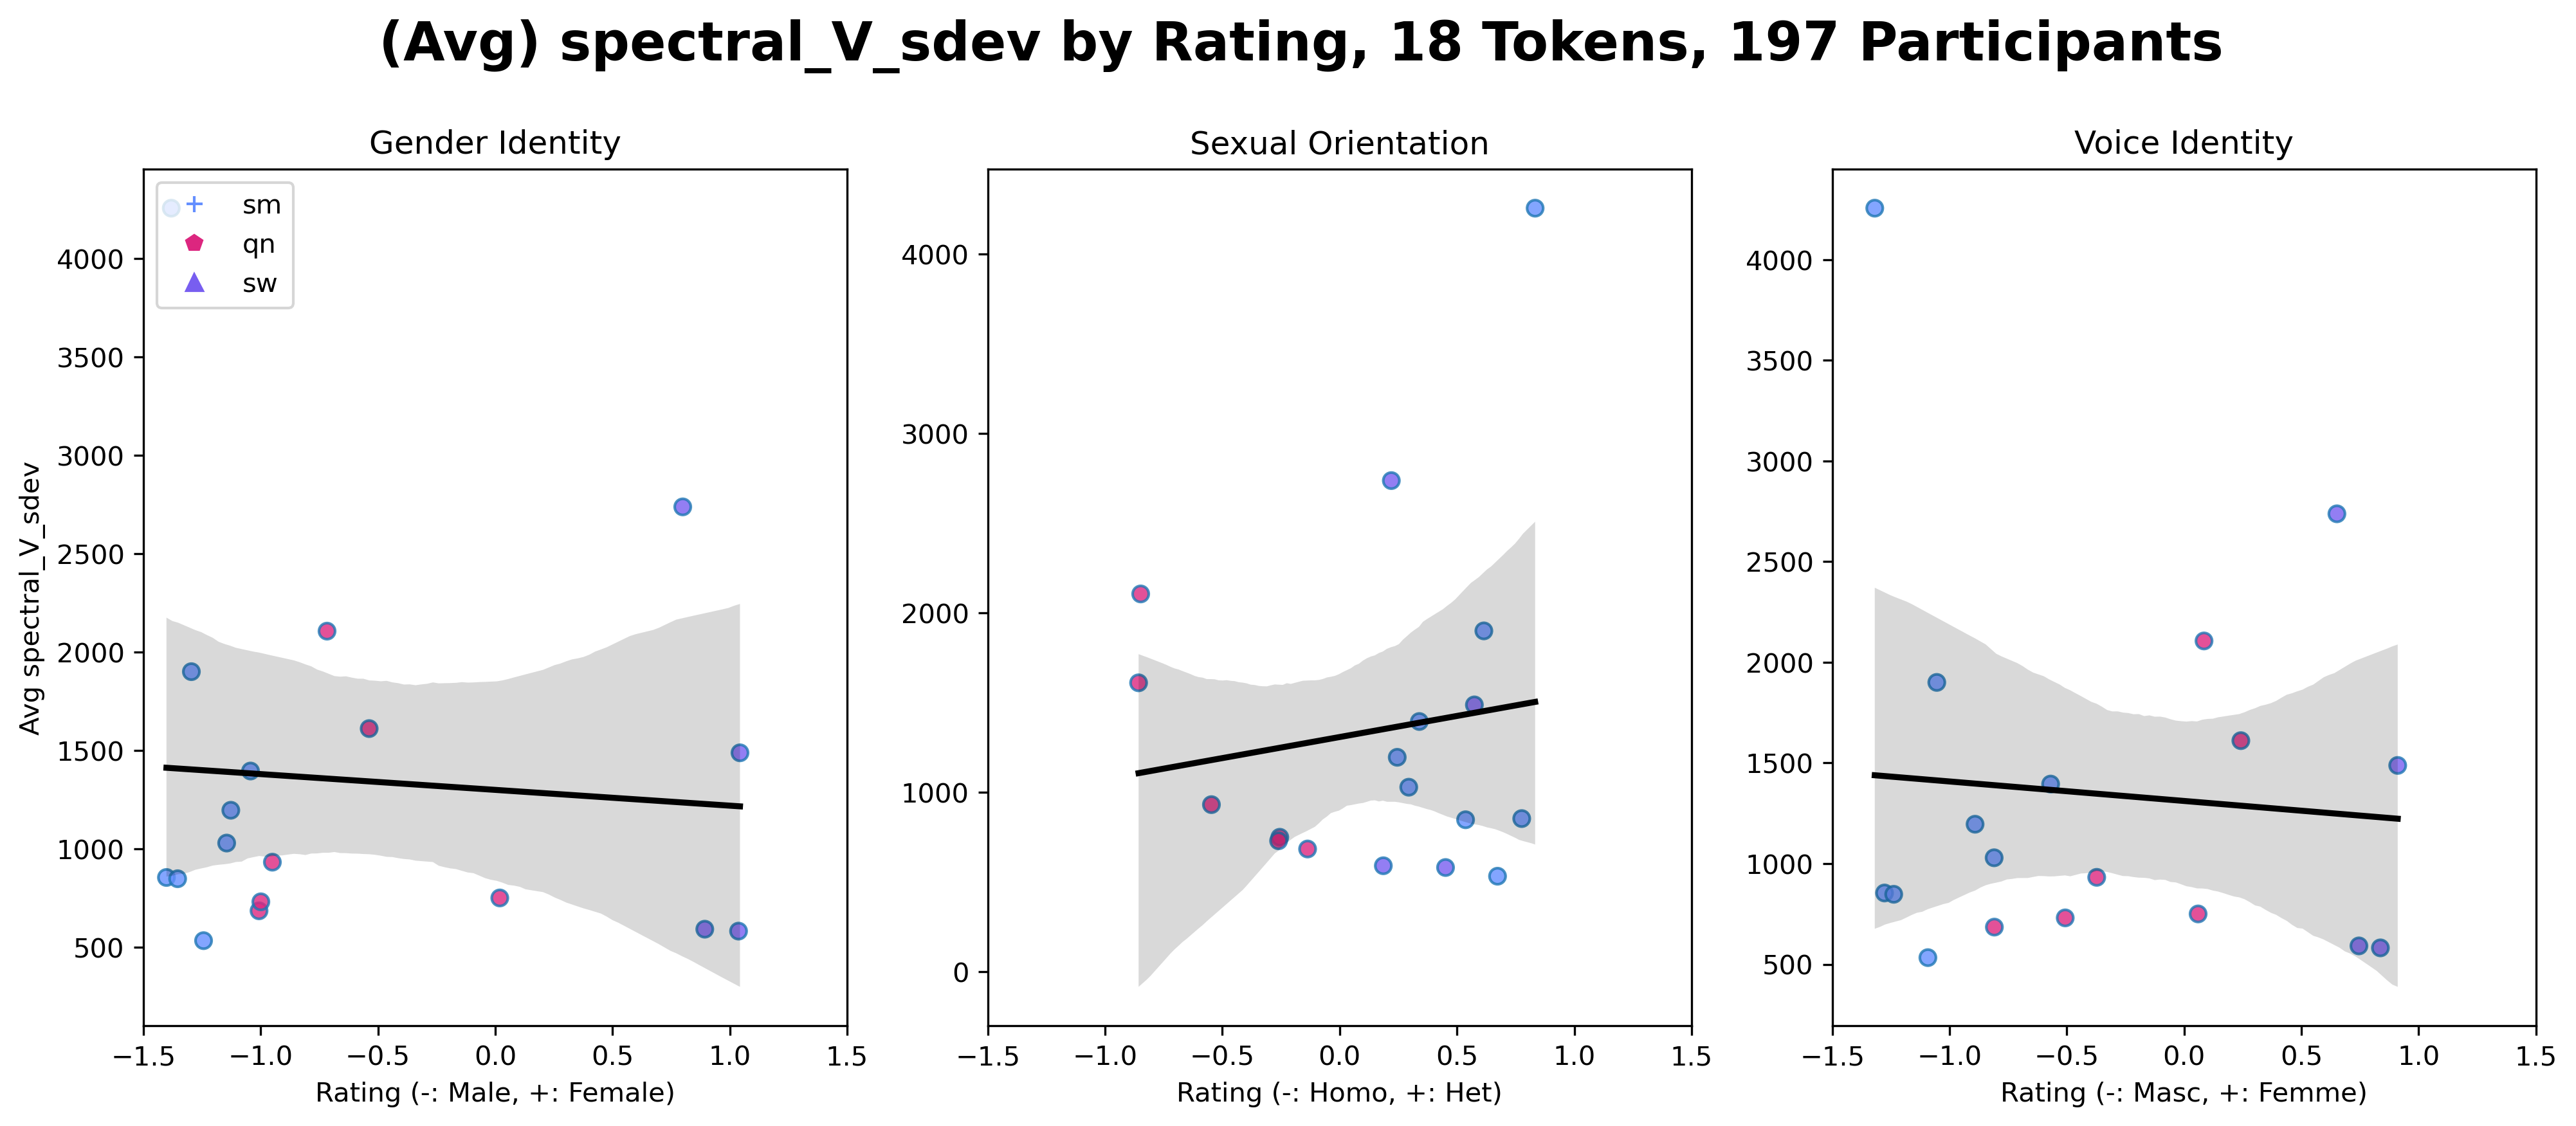 (Avg) spectral_V_sdev by Rating, 18 Tokens, 197 Participants
Gender Identity
sm
qn
sw
4000
3500
3000
2500
2000
1500
1000
500
Avg spectral_V_sdev
−1.5 −1.0 −0.5 0.0 0.5 1.0 1.5
Rating (-: Male, +: Female)
Sexual Orientation
4000
3000
2000
1000
0
−1.5 −1.0 −0.5 0.0 0.5 1.0 1.5
Rating (-: Homo, +: Het)
Voice Identity
4000
3500
3000
2500
2000
1500
1000
500
−1.5 −1.0 −0.5 0.0 0.5 1.0 1.5
Rating (-: Masc, +: Femme)